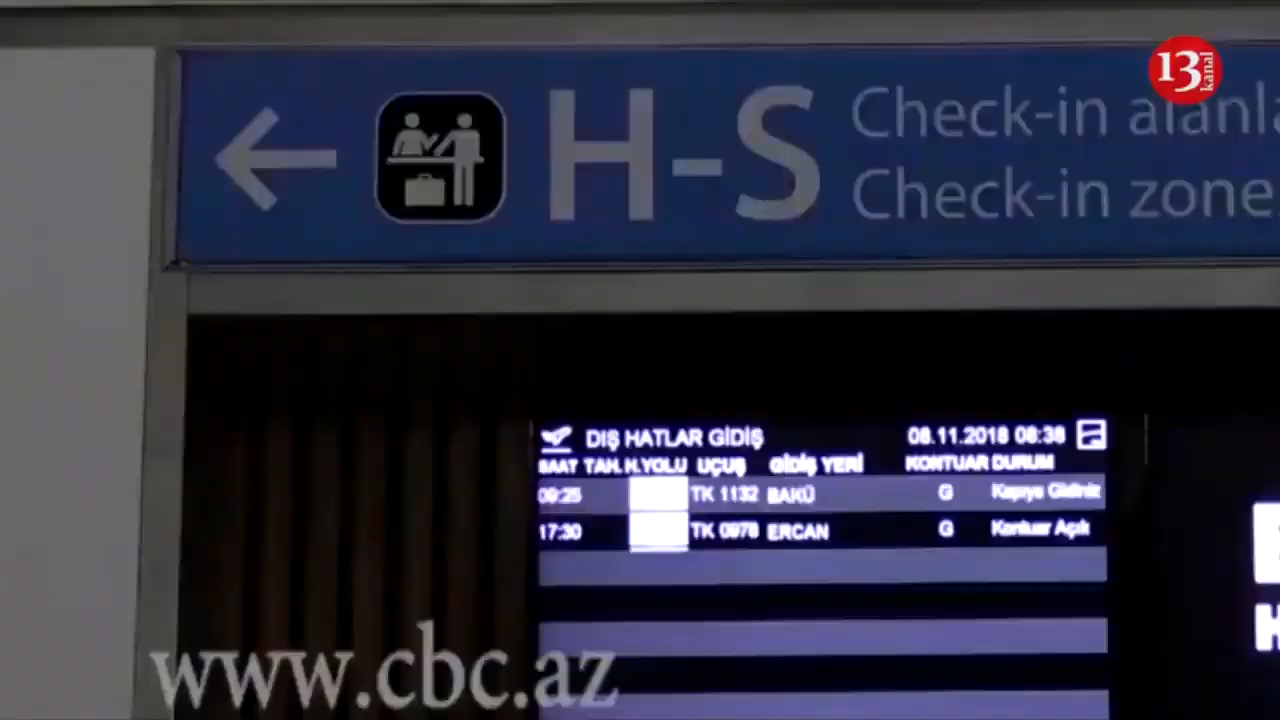 13 kanal
H-S
Check-in alanla
Check-in zone
DIŞ HATLAR GİDİŞ 08.11.2018 08:38
SAAT TAH. H.YOLU UÇUŞ GİDİŞ YERİ KONTUAR DURUM
09:25 TK 1132 BAKÜ G Kapıya Gidiniz
17:30 TK 0978 ERCAN G Kontuar Açık
H
www.cbc.az